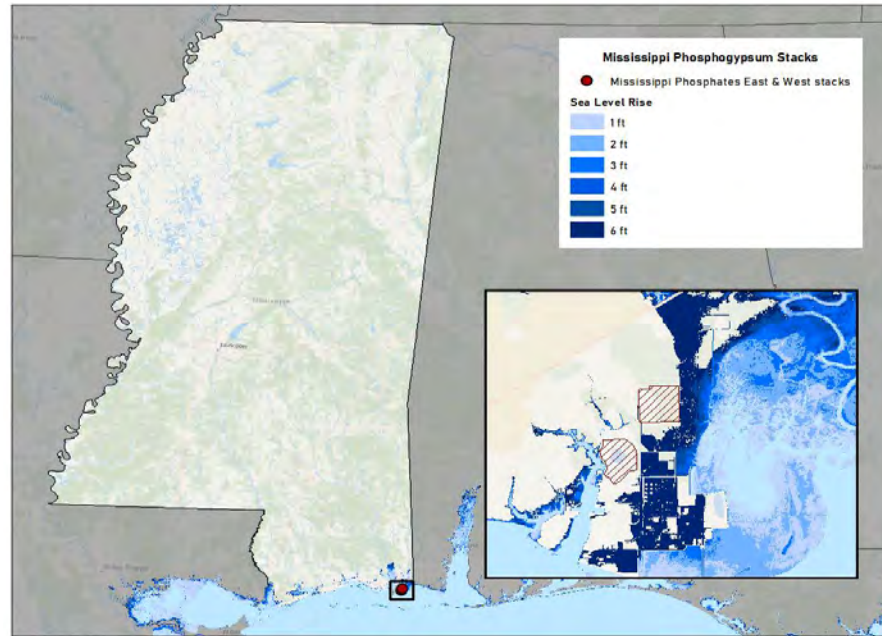 Mississippi Phosphogypsum Stacks
Mississippi Phosphates East & West stacks
Sea Level Rise
1 ft
2 ft
3 ft
4 ft
5 ft
6 ft